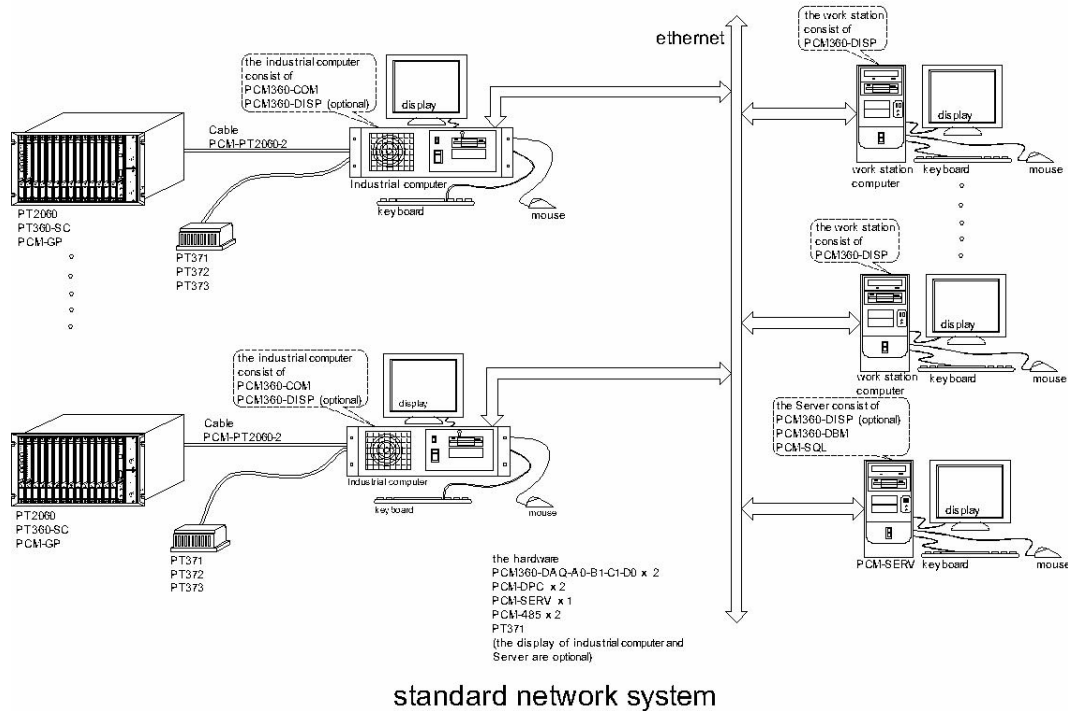 ethernet
the industrial computer
consist of
PCM360-COM
PCM360-DISP (optional)
display
Cable
PCM-PT2060-2
Industrial computer
keyboard
mouse
PT2060
PT360-SC
PCM-GP
PT371
PT372
PT373
the industrial computer
consist of
PCM360-COM
PCM360-DISP (optional)
display
Cable
PCM-PT2060-2
Industrial computer
keyboard
mouse
PT2060
PT360-SC
PCM-GP
PT371
PT372
PT373
the hardware
PCM360-DAQ-A0-B1-C1-D0 x 2
PCM-DPC x 2
PCM-SERV x 1
PCM-485 x 2
PT371
(the display of industrial computer and
Server are optional)
the work station
consist of
PCM360-DISP
display
work station
computer
keyboard
mouse
the work station
consist of
PCM360-DISP
display
work station
computer
keyboard
mouse
the Server consist of
PCM360-DISP (optional)
PCM360-DBM
PCM-SQL
display
PCM-SERV
keyboard
mouse
standard network system